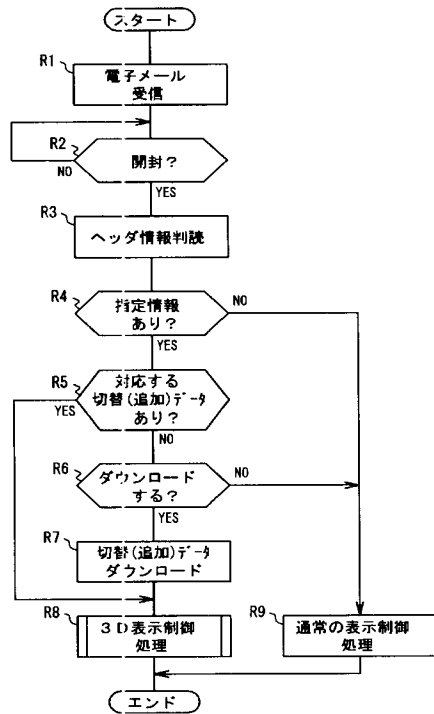 スタート
R1
電子メール
受信
R2
開封?
NO
YES
R3
ヘッダ情報判読
R4
指定情報
あり?
NO
YES
R5
対応する
切替(追加)データ
あり?
YES
NO
R6
ダウンロード
する?
NO
YES
R7
切替(追加)データ
ダウンロード
R8
3D表示制御
処理
R9
通常の表示制御
処理
エンド